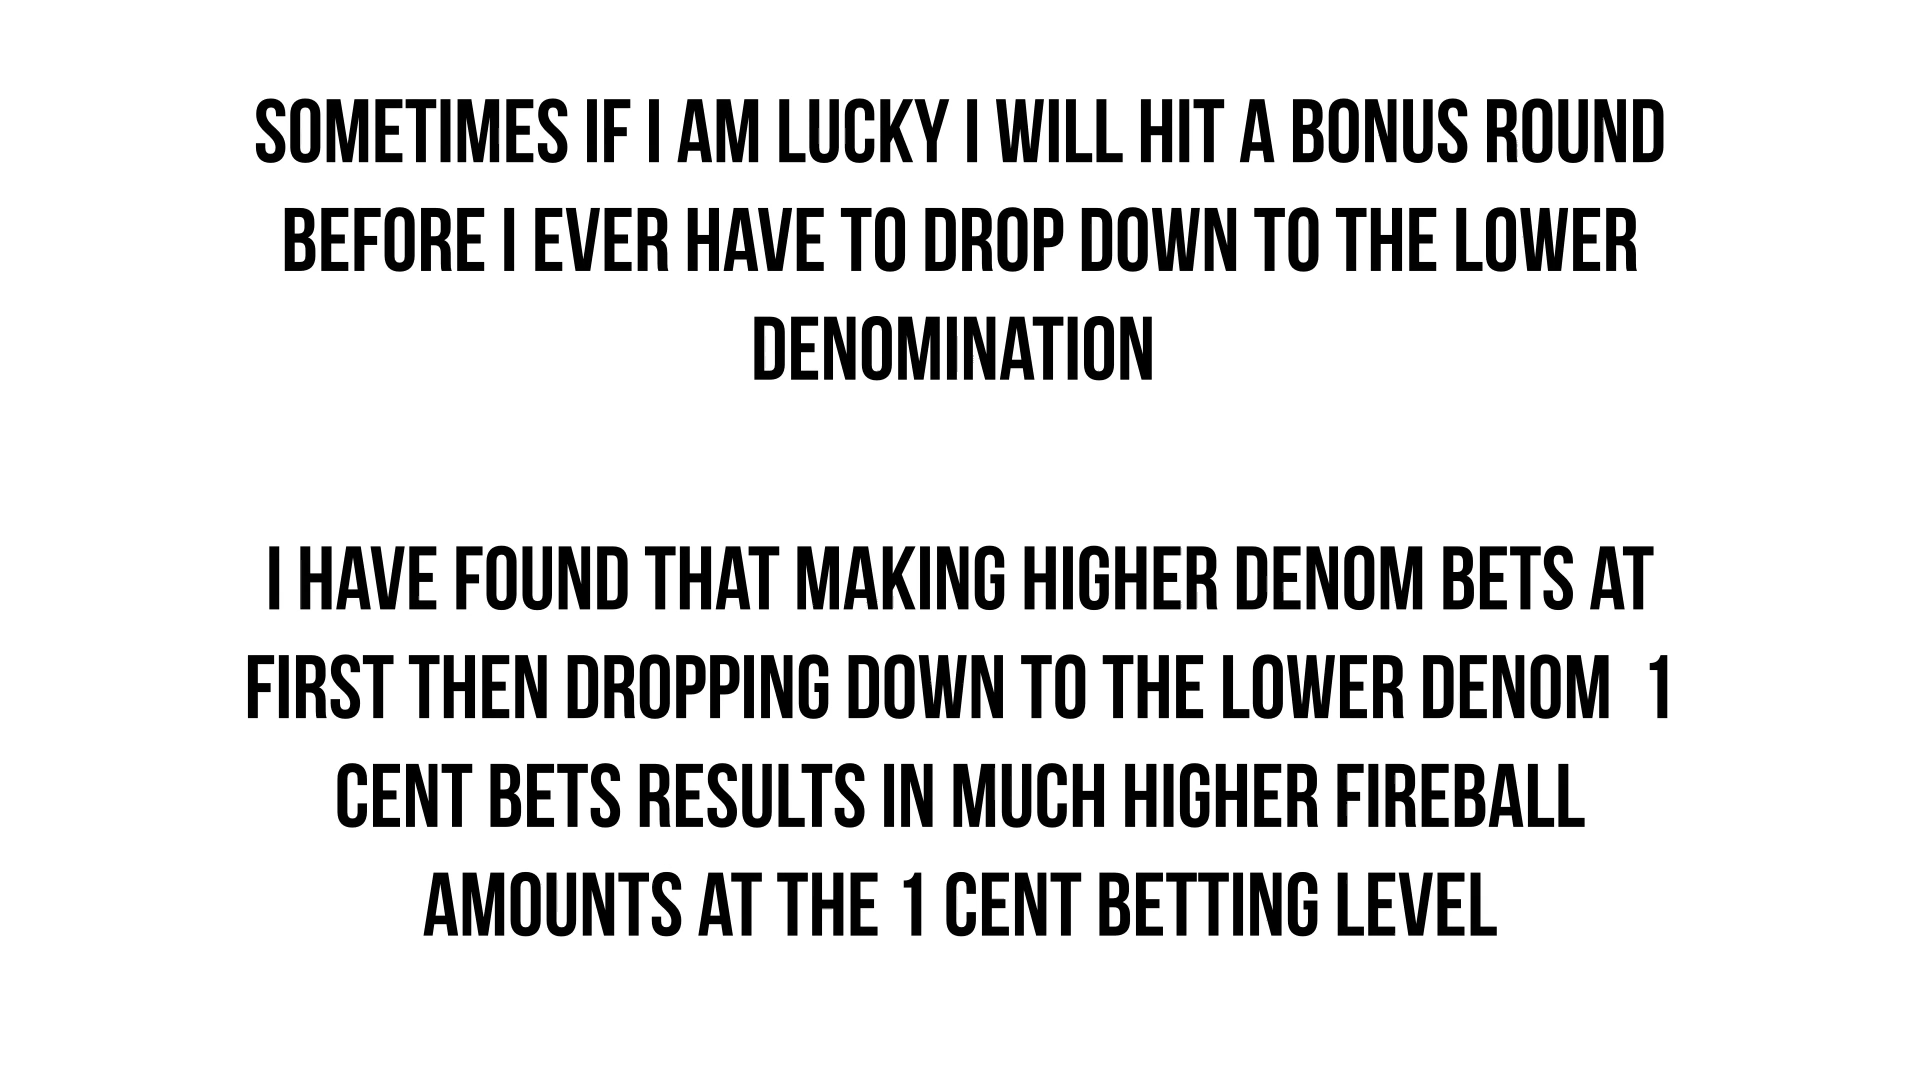 SOMETIMES IF I AM LUCKY I WILL HIT A BONUS ROUND
BEFORE I EVER HAVE TO DROP DOWN TO THE LOWER
DENOMINATION
I HAVE FOUND THAT MAKING HIGHER DENOM BETS AT
FIRST THEN DROPPING DOWN TO THE LOWER DENOM  1
CENT BETS RESULTS IN MUCH HIGHER FIREBALL
AMOUNTS AT THE 1 CENT BETTING LEVEL